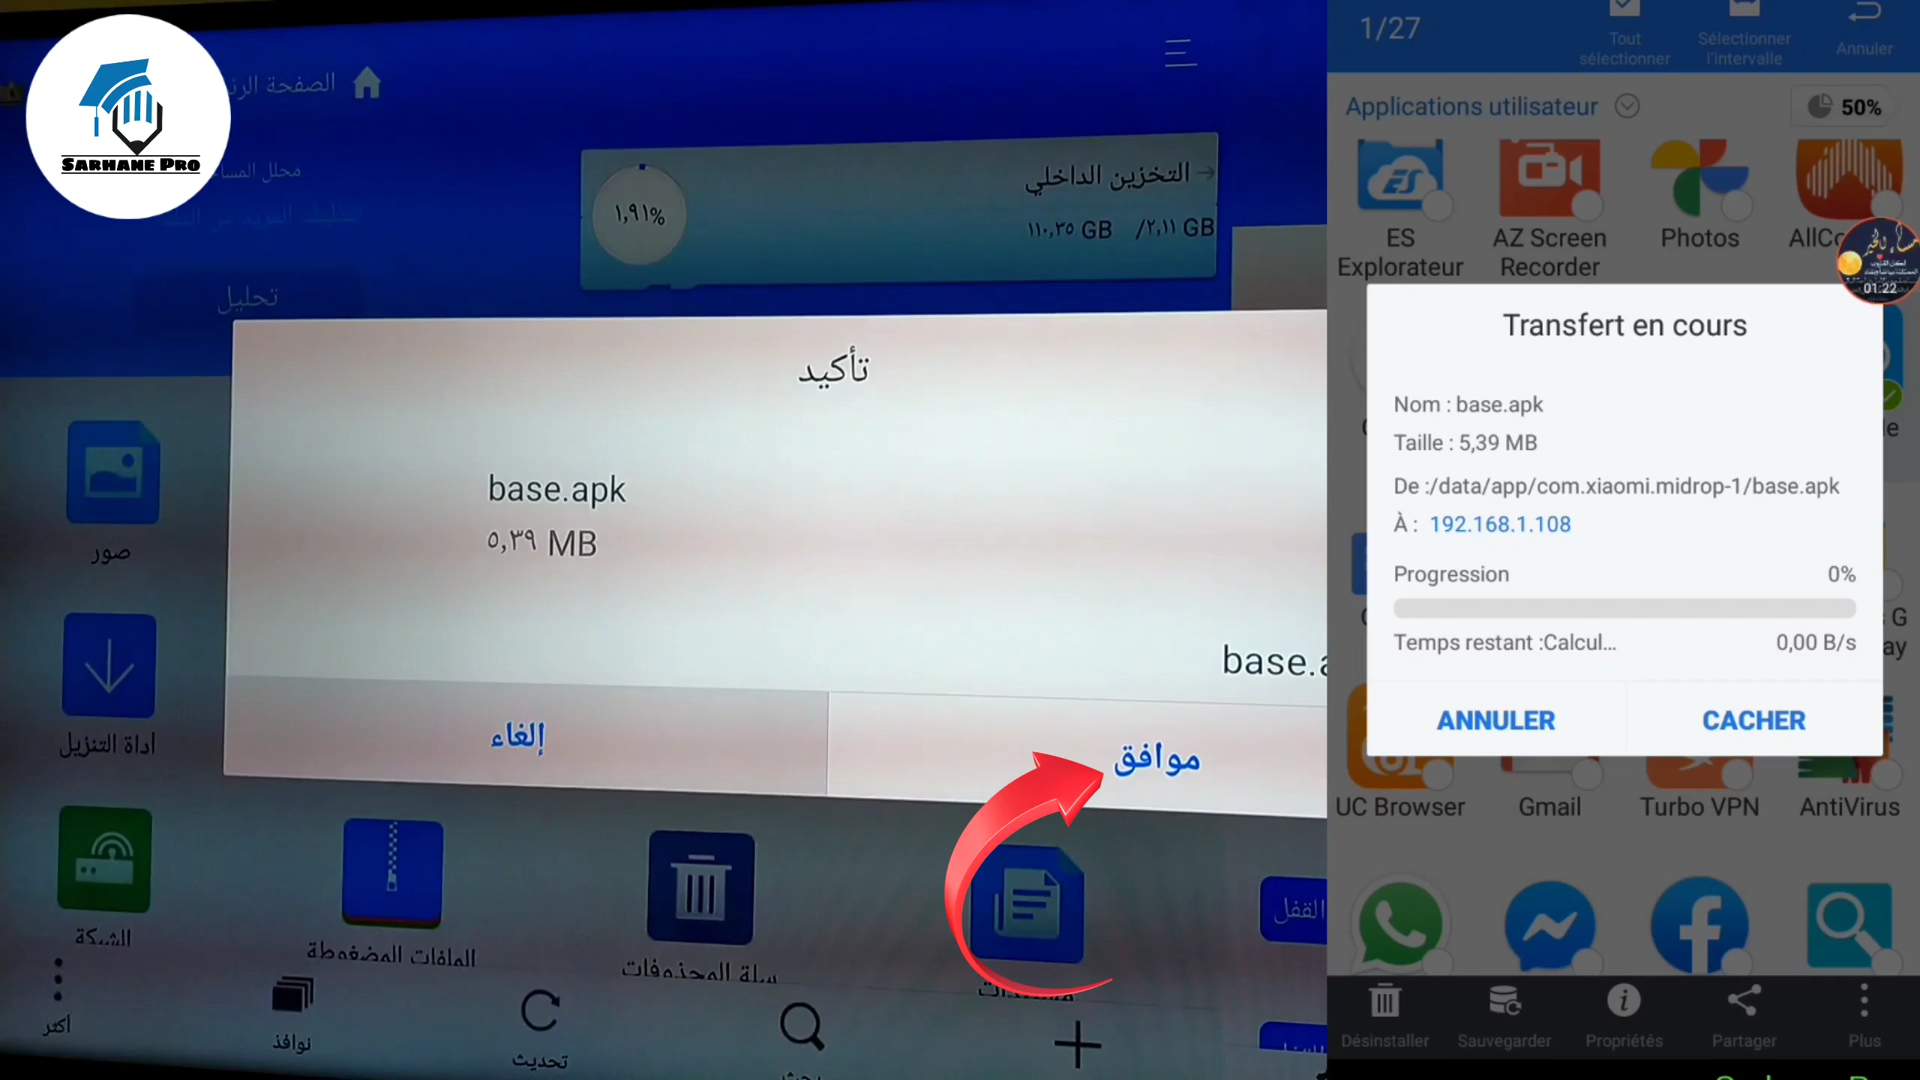 SARHANE PRO
الصفحة
محلل
تحليل
التخزين الداخلي
١,٩١%
١١٠,٣٥ GB /٢,١١ GB
تأكيد
base.apk
٥,٣٩ MB
إلغاء
موافق
صور
اداة التنزيل
الشبكة
الملفات المضغوطة
سلة المحذوفات
مستندات
القفل
أكثر
نوافذ
تحديث
بحث
1/27
Tout
sélectionner
Sélectionner
l'intervalle
Annuler
Applications utilisateur
50%
ES
Explorateur
AZ Screen
Recorder
Photos
مساء الخير
01:22
Transfert en cours
Nom : base.apk
Taille : 5,39 MB
De :/data/app/com.xiaomi.midrop-1/base.apk
À : 192.168.1.108
Progression 0%
Temps restant :Calcul... 0,00 B/s
ANNULER
CACHER
UC Browser
Gmail
Turbo VPN
AntiVirus
Désinstaller
Sauvegarder
Propriétés
Partager
Plus